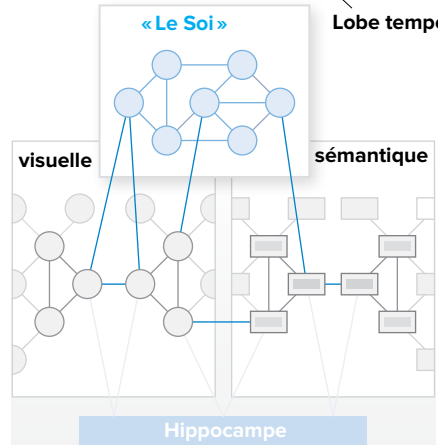 « Le Soi »
Lobe tempo
visuelle
sémantique
Hippocampe